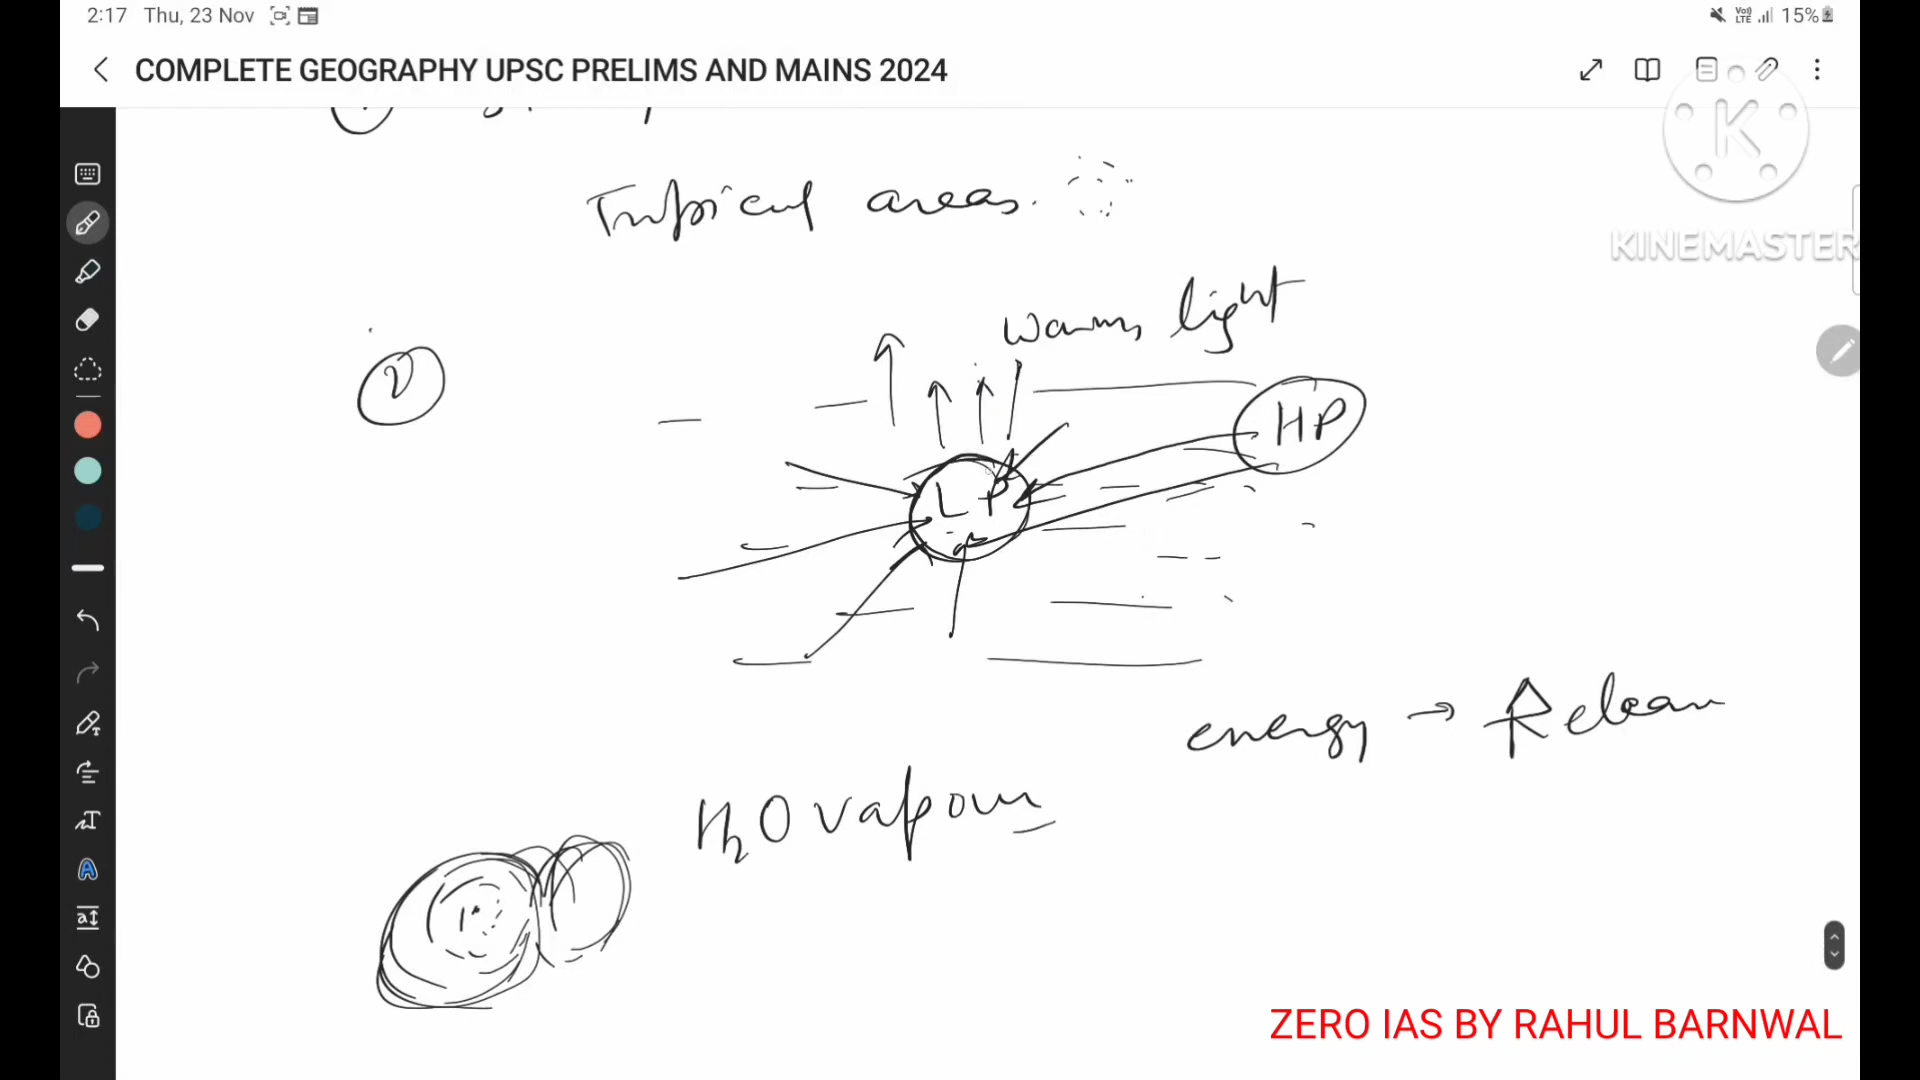 2:17 Thu, 23 Nov 15%
COMPLETE GEOGRAPHY UPSC PRELIMS AND MAINS 2024
K
KINEMASTER
Tropical areas.
warm, light
HP
LP
energy → Release
H2O vapour
ZERO IAS BY RAHUL BARNWAL